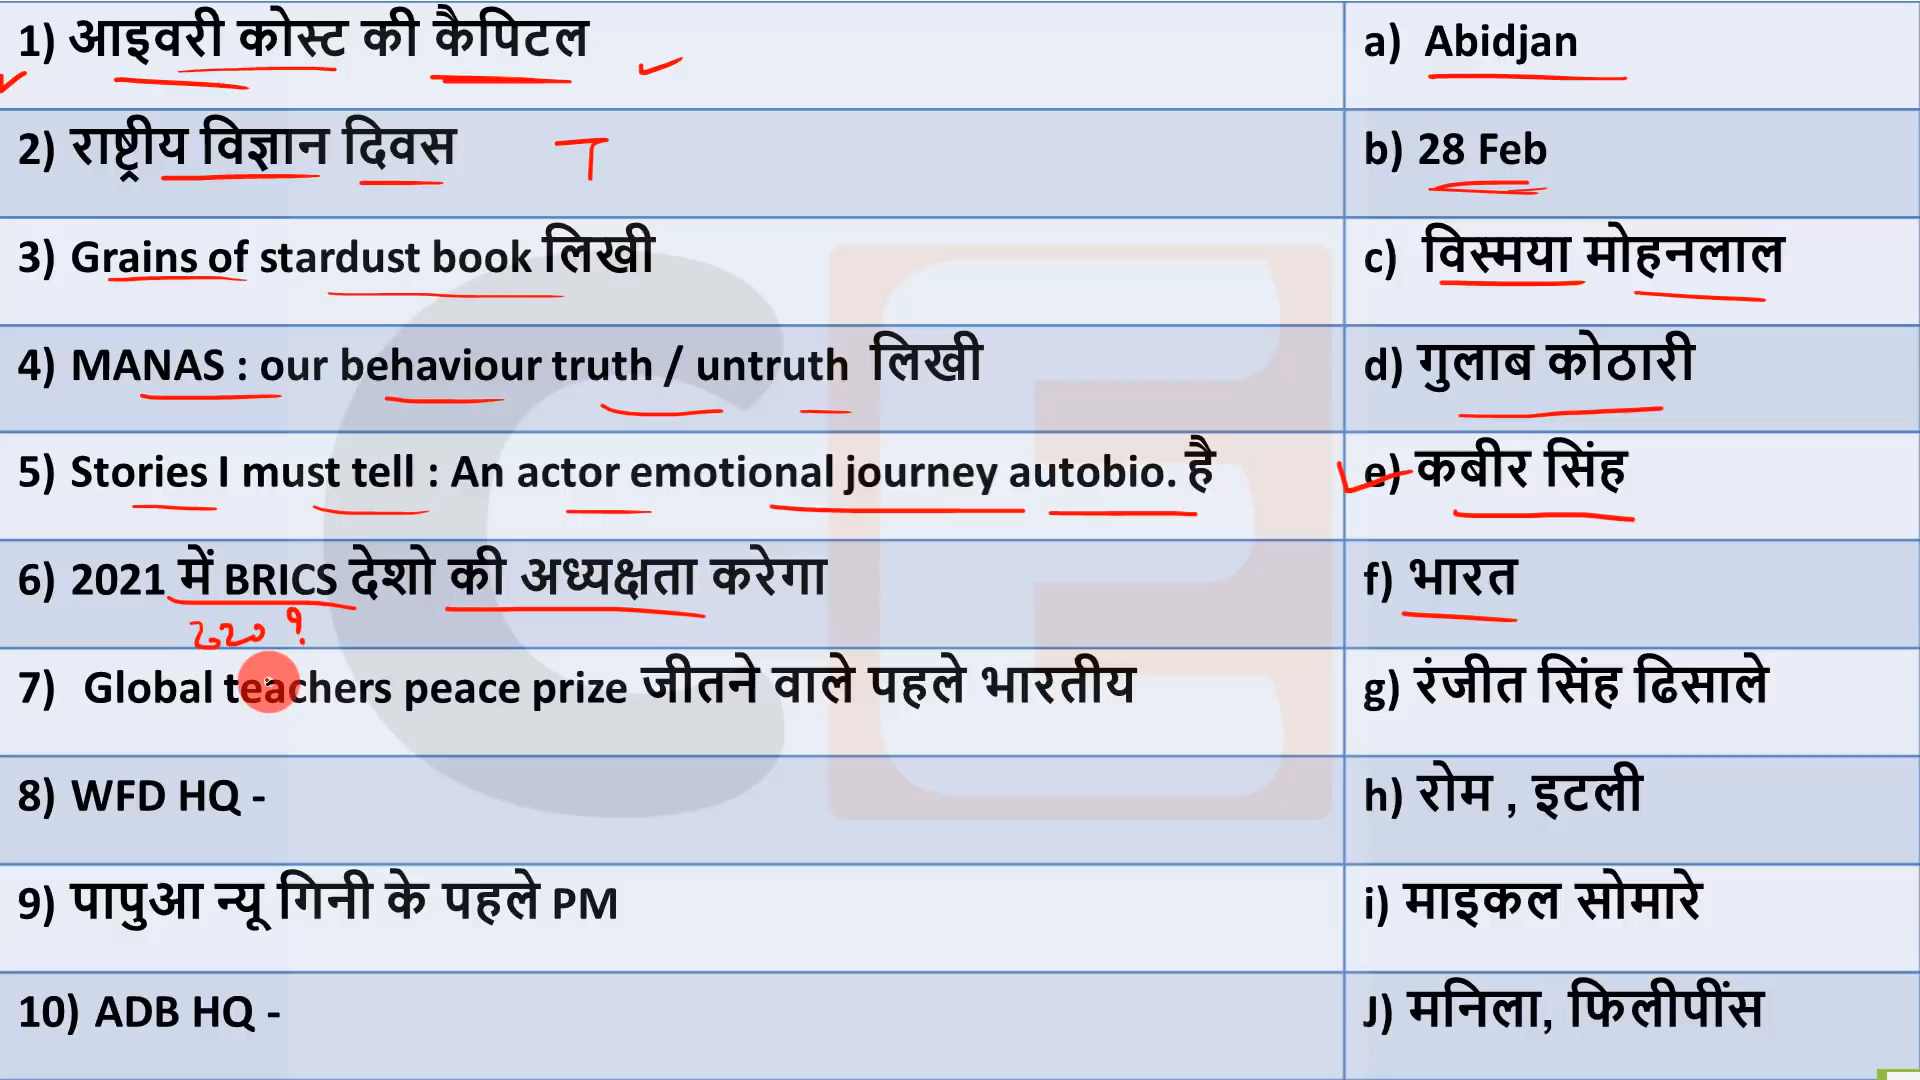 1) आइवरी कोस्ट की कैपिटल
a) Abidjan
2) राष्ट्रीय विज्ञान दिवस
T
b) 28 Feb
3) Grains of stardust book लिखी
c) विस्मया मोहनलाल
4) MANAS : our behaviour truth / untruth लिखी
d) गुलाब कोठारी
5) Stories I must tell : An actor emotional journey autobio. है
e) कबीर सिंह
6) 2021 में BRICS देशो की अध्यक्षता करेगा
f) भारत
2020 ?
7) Global teachers peace prize जीतने वाले पहले भारतीय
g) रंजीत सिंह ढिसाले
8) WFD HQ -
h) रोम , इटली
9) पापुआ न्यू गिनी के पहले PM
i) माइकल सोमारे
10) ADB HQ -
J) मनिला, फिलीपींस
CE